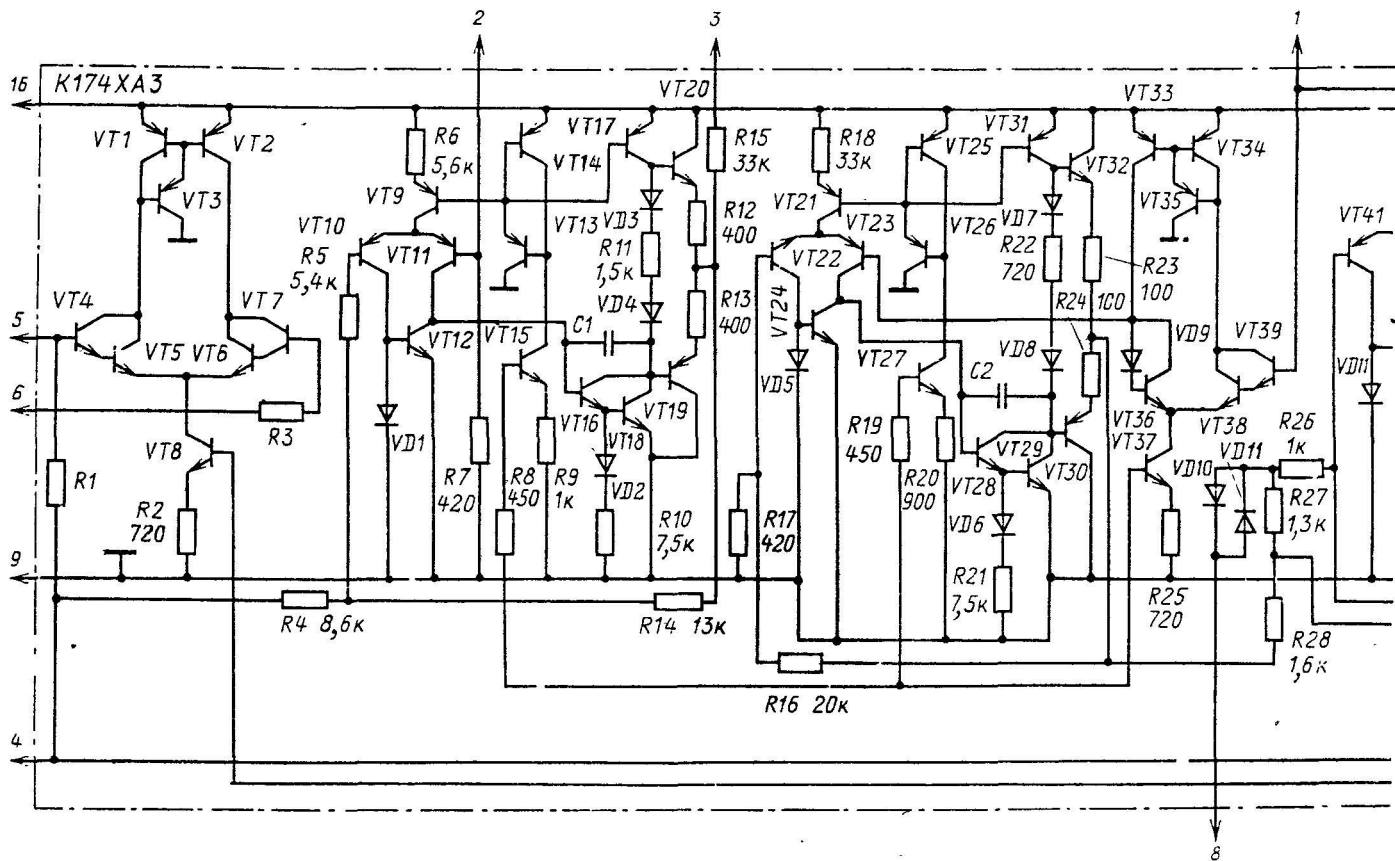 2
3
1
К174ХА3
16
VT20
VT33
VT1
VT2
R6
5,6к
VT17
VT14
R15
33к
R18
33к
VT25
VT31
VT32
VT34
VT3
VT9
VT13
VD3
R12
400
VT21
VT23
VT26
VD7
VT35
VT41
VT10
R5
5,4к
VT11
R11
1,5к
VT22
R22
720
R23
100
VT4
VT7
VD4
R13
400
VT24
R24 100
5
VT5
VT6
VT12
VT15
C1
VT27
VD8
VD9
VT39
VD11
VD5
C2
6
R3
VD1
VT16
VT18
VT19
R19
450
VT29
VT36
VT37
VT38
R26
1к
VT8
R1
R2
720
R7
420
R8
450
R9
1к
VD2
R10
7,5к
R17
420
R20
900
VT28
VT30
VD6
VD10
VD11
R27
1,3к
9
R21
7,5к
R25
720
R4 8,6к
R14 13к
R28
1,6к
R16 20к
4
8